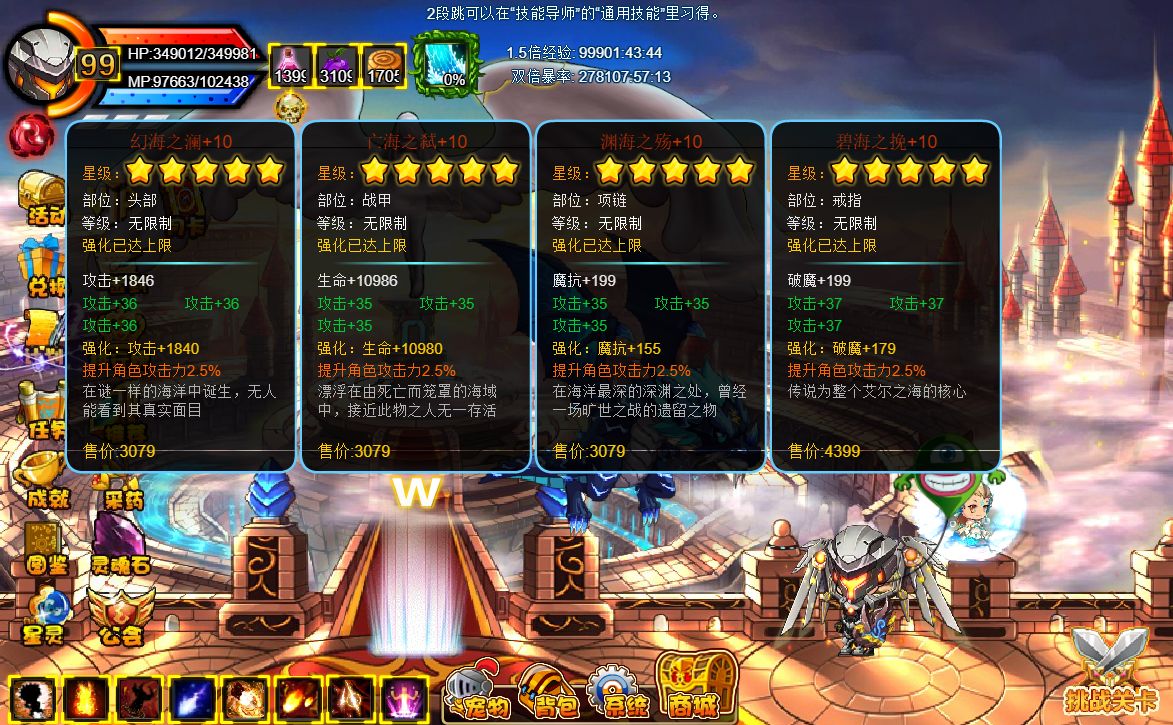 2段跳可以在“技能导师”的“通用技能”里习得。
99
HP:349012/349981
MP:97663/102438
1399 3109 1705
0%
1.5倍经验: 99901:43:44
双倍暴率: 278107:57:13
幻海之澜+10
星级:
部位: 头部
等级: 无限制
强化已达上限
攻击+1846
攻击+36 攻击+36
攻击+36
强化: 攻击+1840
提升角色攻击力2.5%
在谜一样的海洋中诞生，无人
能看到其真实面目
售价:3079
亡海之弑+10
星级:
部位: 战甲
等级: 无限制
强化已达上限
生命+10986
攻击+35 攻击+35
攻击+35
强化: 生命+10980
提升角色攻击力2.5%
漂浮在由死亡而笼罩的海域
中，接近此物之人无一存活
售价:3079
渊海之殇+10
星级:
部位: 项链
等级: 无限制
强化已达上限
魔抗+199
攻击+35 攻击+35
攻击+35
强化: 魔抗+155
提升角色攻击力2.5%
在海洋最深的深渊之处，曾经
一场旷世之战的遗留之物
售价:3079
碧海之挽+10
星级:
部位: 戒指
等级: 无限制
强化已达上限
破魔+199
攻击+37 攻击+37
攻击+37
强化: 破魔+179
提升角色攻击力2.5%
传说为整个艾尔之海的核心
售价:4399
活动
兑换
任务
成就
采药
图鉴
灵魂石
星灵
公会
W
宠物
背包
系统
商城
挑战关卡